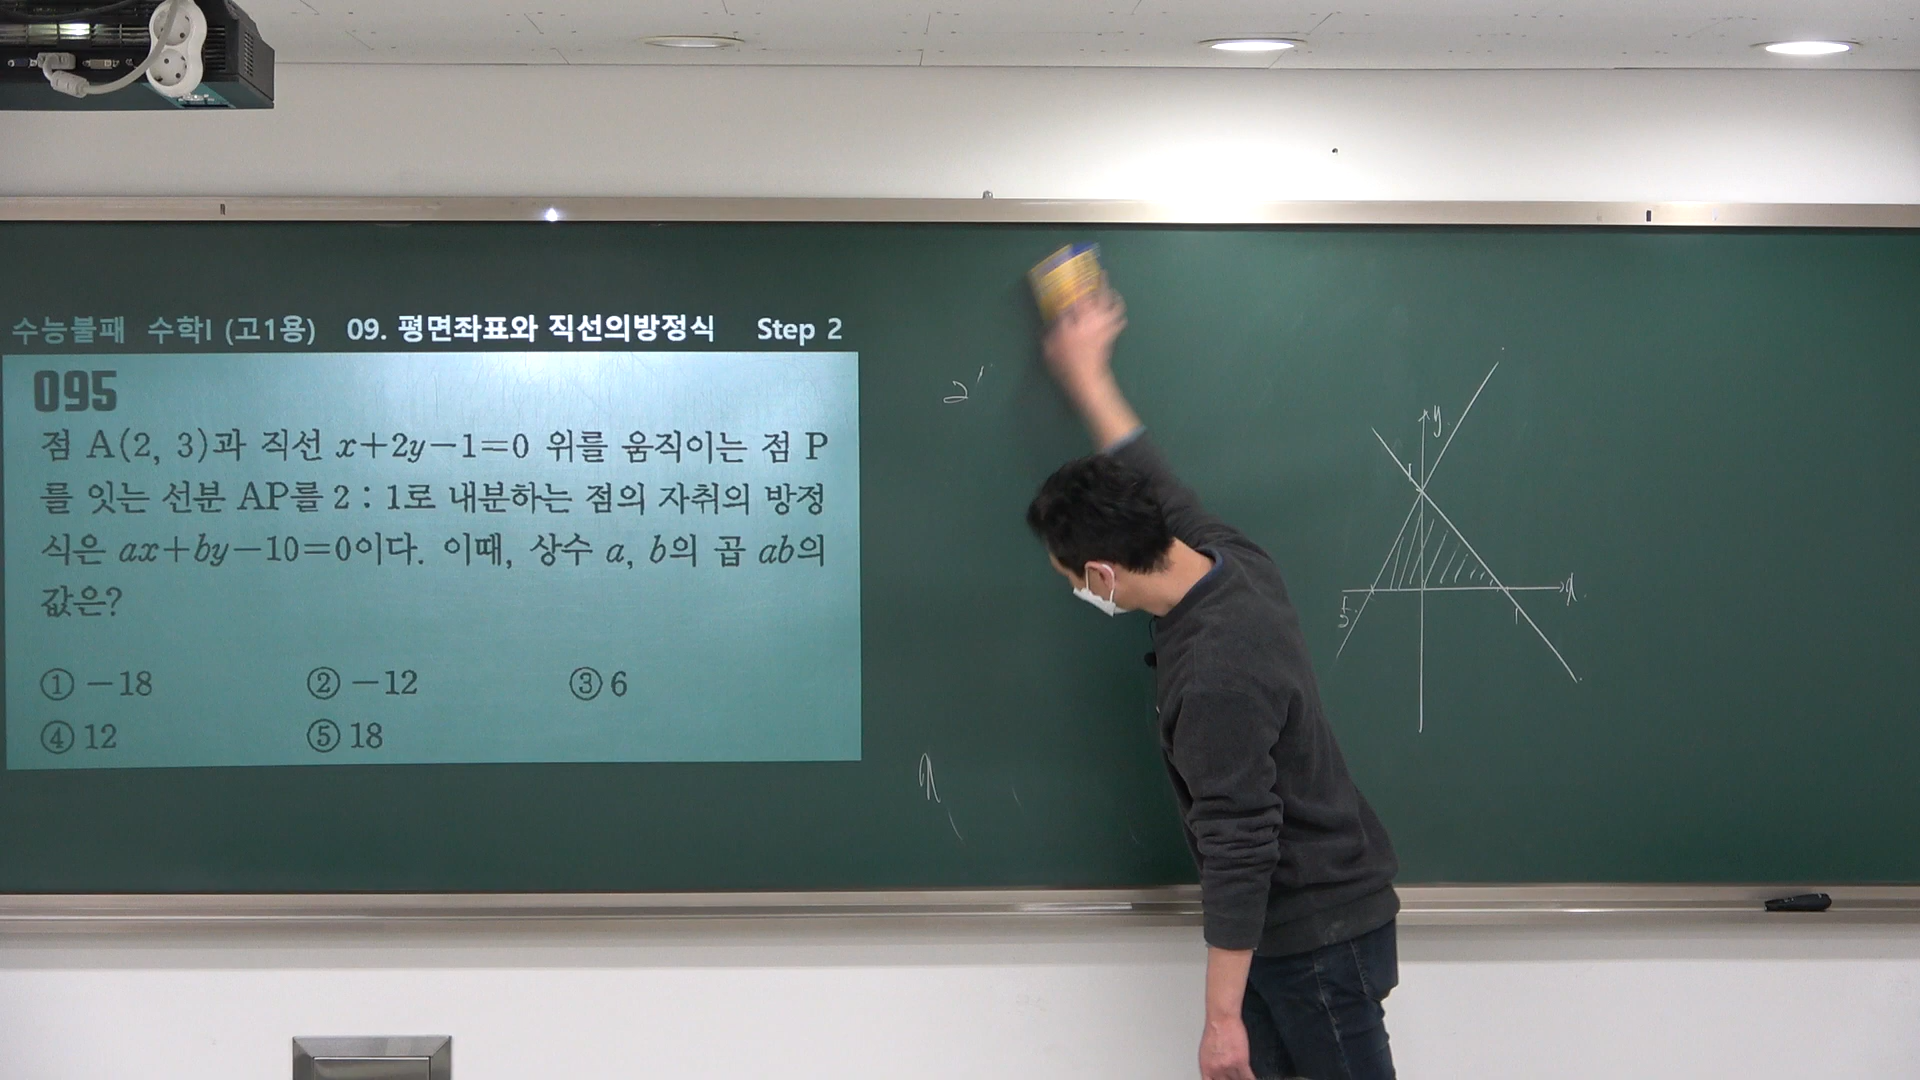 수능불패 수학Ⅰ (고1용) 09. 평면좌표와 직선의방정식 Step 2
095
점 A(2, 3)과 직선 x+2y-1=0 위를 움직이는 점 P
를 잇는 선분 AP를 2 : 1로 내분하는 점의 자취의 방정
식은 ax+by-10=0이다. 이때, 상수 a, b의 곱 ab의
값은?
① -18 ② -12 ③ 6
④ 12 ⑤ 18
2
y
1
x
1